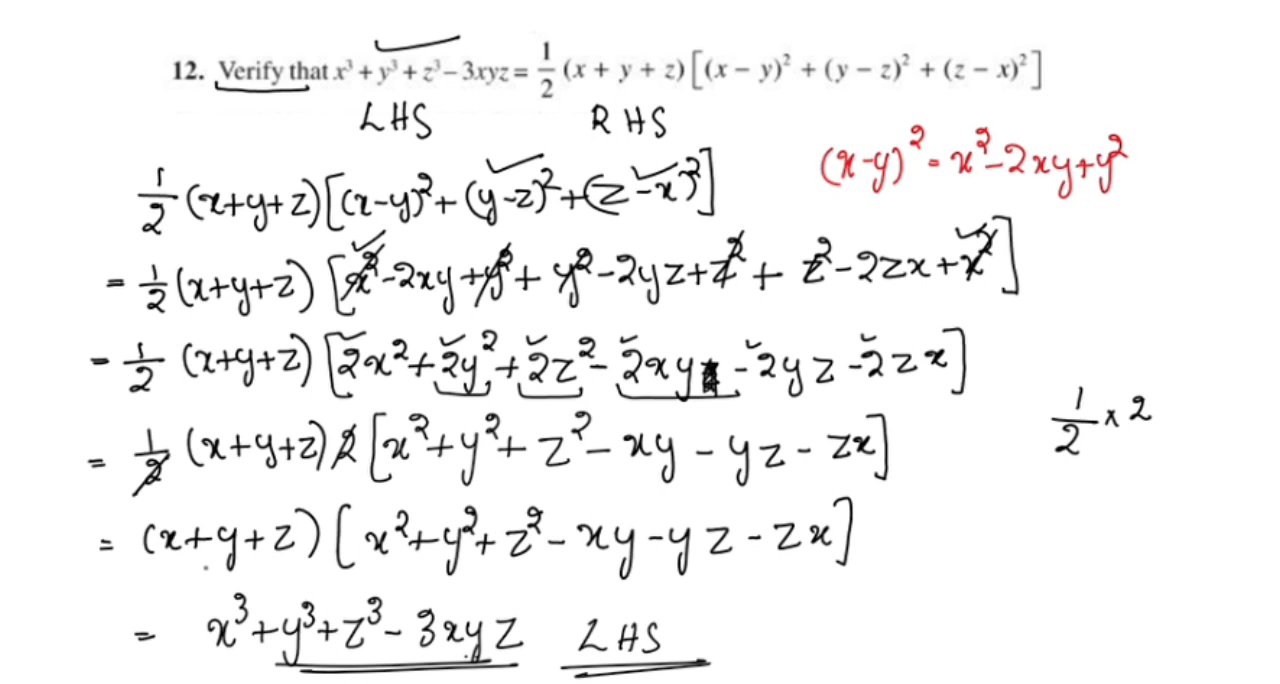 12. Verify that x³ + y³ + z³ – 3xyz = 1/2 (x + y + z) [(x – y)² + (y – z)² + (z – x)²]
LHS RHS
(x-y)² = x²-2xy+y²
1/2 (x+y+z)[(x-y)²+(y-z)²+(z-x)²]
= 1/2 (x+y+z) [x²-2xy+y²+y²-2yz+z²+z²-2zx+x²]
= 1/2 (x+y+z) [2x²+2y²+2z²-2xy-2yz-2zx]
1/2 × 2
= 1/2 (x+y+z) 2 [x²+y²+z²-xy-yz-zx]
= (x+y+z) [x²+y²+z²-xy-yz-zx]
= x³+y³+z³-3xyz LHS